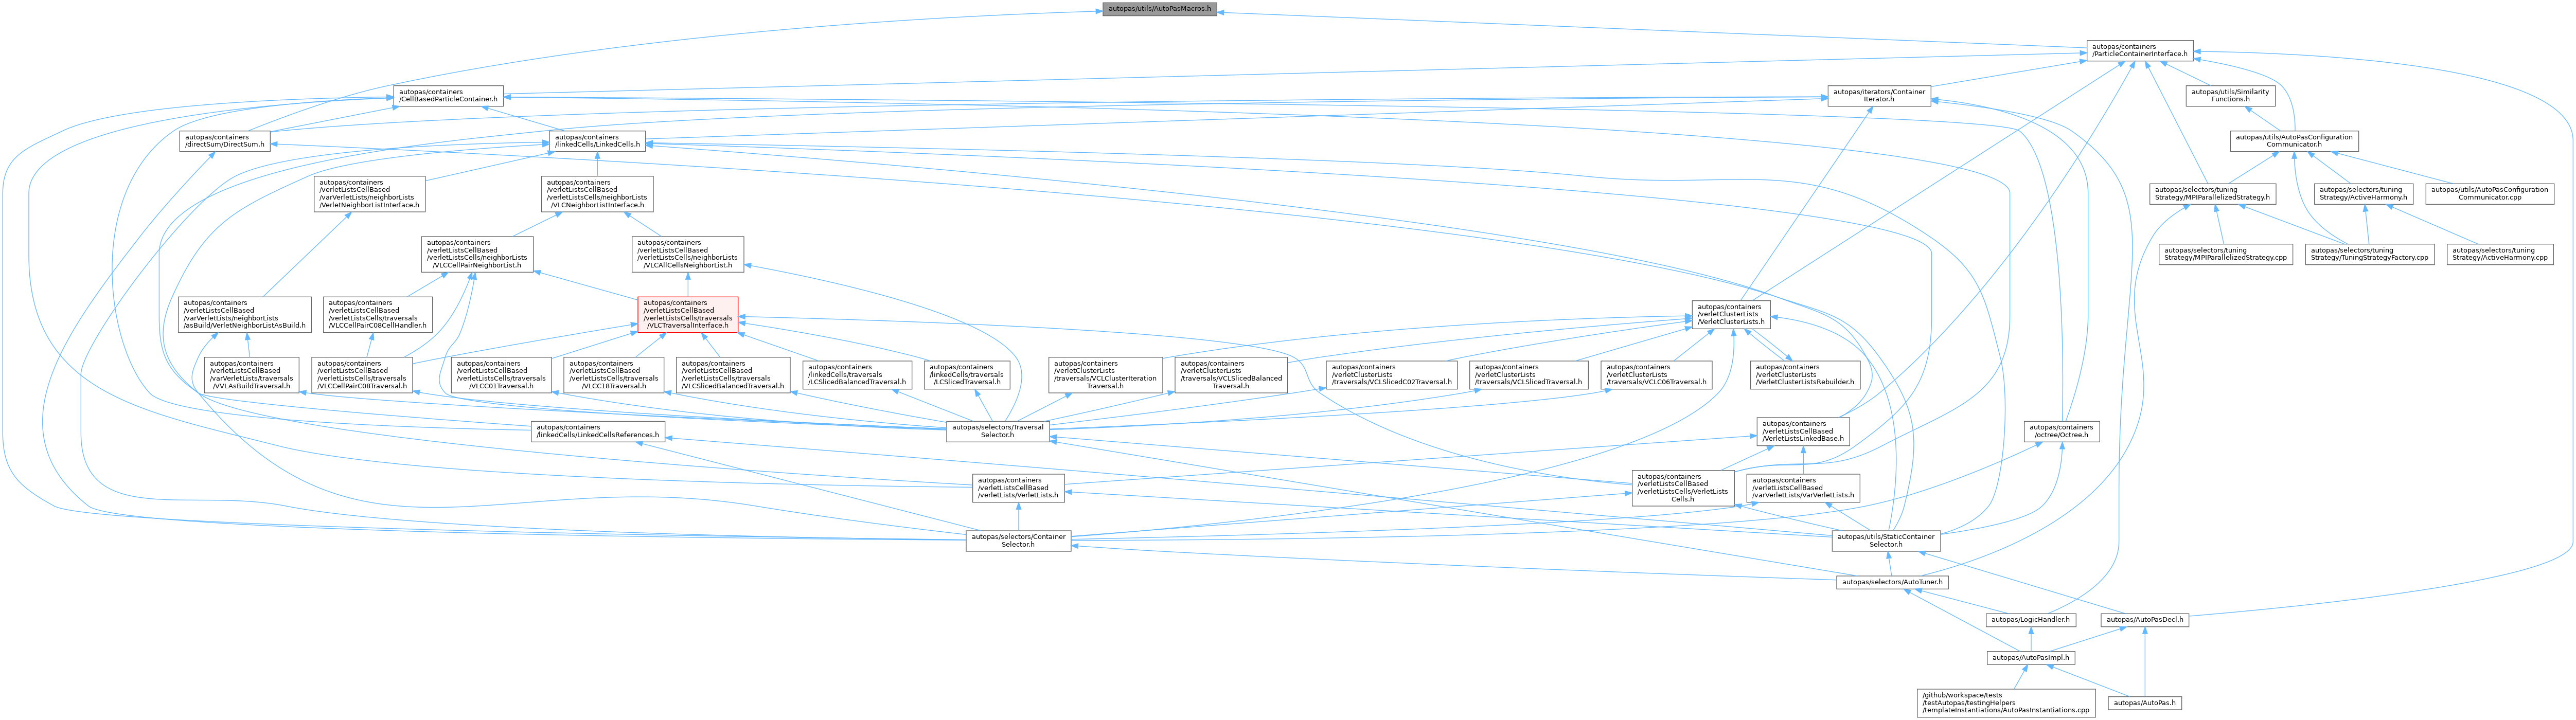 autopas/utils/AutoPasMacros.h
autopas/containers
/ParticleContainerInterface.h
autopas/containers
/CellBasedParticleContainer.h
autopas/iterators/Container
Iterator.h
autopas/utils/Similarity
Functions.h
autopas/containers
/directSum/DirectSum.h
autopas/containers
/linkedCells/LinkedCells.h
autopas/utils/AutoPasConfiguration
Communicator.h
autopas/containers
/verletListsCellBased
/varVerletLists/neighborLists
/VerletNeighborListInterface.h
autopas/containers
/verletListsCellBased
/verletListsCells/neighborLists
/VLCNeighborListInterface.h
autopas/selectors/tuning
Strategy/MPIParallelizedStrategy.h
autopas/selectors/tuning
Strategy/ActiveHarmony.h
autopas/utils/AutoPasConfiguration
Communicator.cpp
autopas/containers
/verletListsCellBased
/verletListsCells/neighborLists
/VLCCellPairNeighborList.h
autopas/containers
/verletListsCellBased
/verletListsCells/neighborLists
/VLCAllCellsNeighborList.h
autopas/selectors/tuning
Strategy/MPIParallelizedStrategy.cpp
autopas/selectors/tuning
Strategy/TuningStrategyFactory.cpp
autopas/selectors/tuning
Strategy/ActiveHarmony.cpp
autopas/containers
/verletListsCellBased
/varVerletLists/neighborLists
/asBuild/VerletNeighborListAsBuild.h
autopas/containers
/verletListsCellBased
/verletListsCells/traversals
/VLCCellPairC08CellHandler.h
autopas/containers
/verletListsCellBased
/verletListsCells/traversals
/VLCTraversalInterface.h
autopas/containers
/verletClusterLists
/VerletClusterLists.h
autopas/containers
/verletListsCellBased
/varVerletLists/traversals
/VVLAsBuildTraversal.h
autopas/containers
/verletListsCellBased
/verletListsCells/traversals
/VLCCellPairC08Traversal.h
autopas/containers
/verletListsCellBased
/verletListsCells/traversals
/VLCC01Traversal.h
autopas/containers
/verletListsCellBased
/verletListsCells/traversals
/VLCC18Traversal.h
autopas/containers
/verletListsCellBased
/verletListsCells/traversals
/VLCSlicedBalancedTraversal.h
autopas/containers
/linkedCells/traversals
/LCSlicedBalancedTraversal.h
autopas/containers
/linkedCells/traversals
/LCSlicedTraversal.h
autopas/containers
/verletClusterLists
/traversals/VCLClusterIteration
Traversal.h
autopas/containers
/verletClusterLists
/traversals/VCLSlicedBalanced
Traversal.h
autopas/containers
/verletClusterLists
/traversals/VCLSlicedC02Traversal.h
autopas/containers
/verletClusterLists
/traversals/VCLSlicedTraversal.h
autopas/containers
/verletClusterLists
/traversals/VCLC06Traversal.h
autopas/containers
/verletClusterLists
/VerletClusterListsRebuilder.h
autopas/containers
/linkedCells/LinkedCellsReferences.h
autopas/selectors/Traversal
Selector.h
autopas/containers
/verletListsCellBased
/VerletListsLinkedBase.h
autopas/containers
/octree/Octree.h
autopas/containers
/verletListsCellBased
/verletLists/VerletLists.h
autopas/containers
/verletListsCellBased
/verletListsCells/VerletLists
Cells.h
autopas/containers
/verletListsCellBased
/varVerletLists/VarVerletLists.h
autopas/selectors/Container
Selector.h
autopas/utils/StaticContainer
Selector.h
autopas/selectors/AutoTuner.h
autopas/LogicHandler.h
autopas/AutoPasDecl.h
autopas/AutoPasImpl.h
/github/workspace/tests
/testAutopas/testingHelpers
/templateInstantiations/AutoPasInstantiations.cpp
autopas/AutoPas.h